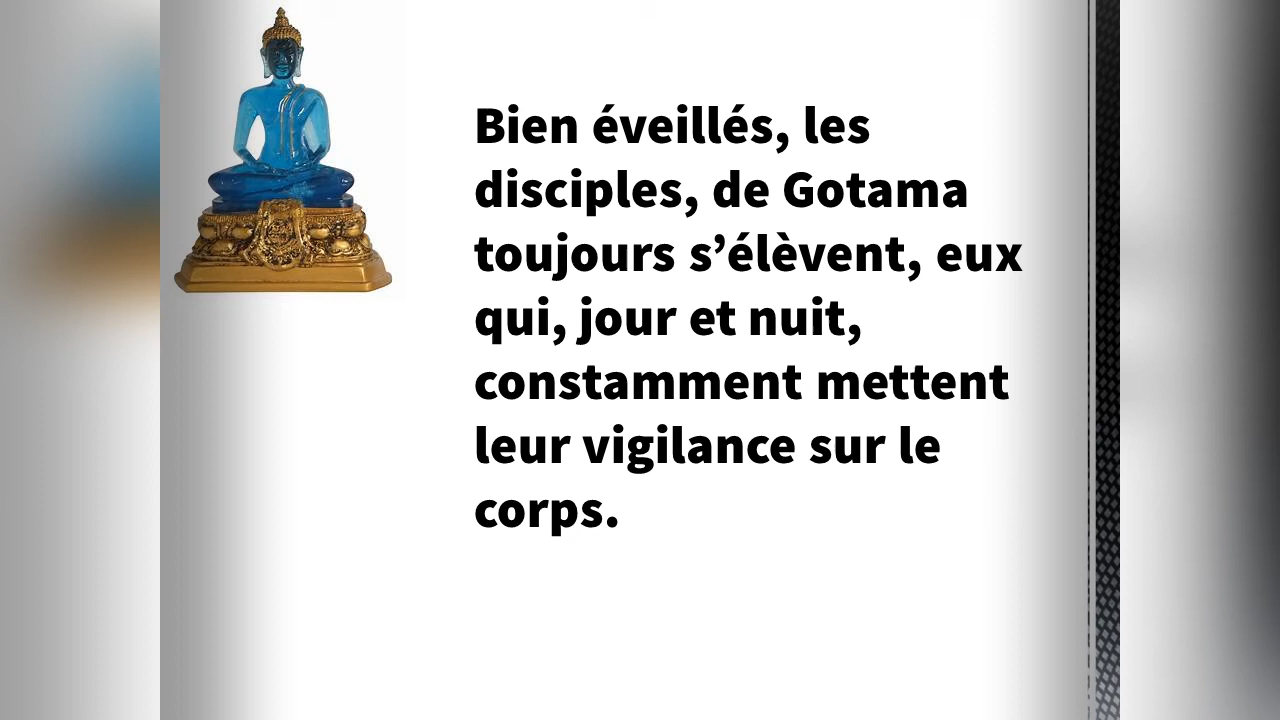 Bien éveillés, les
disciples, de Gotama
toujours s’élèvent, eux
qui, jour et nuit,
constamment mettent
leur vigilance sur le
corps.